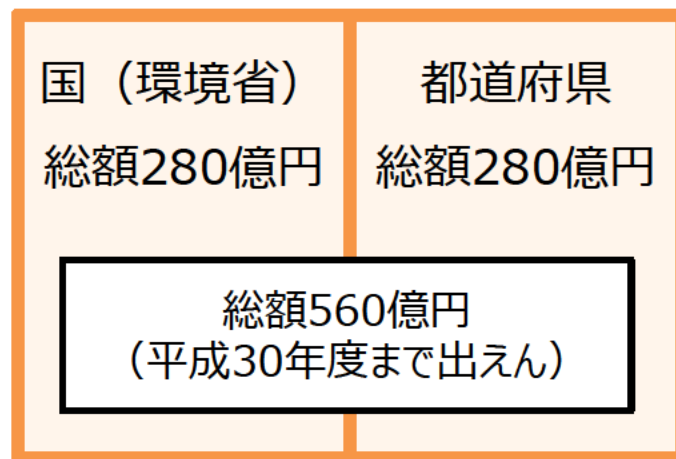 国（環境省）
総額280億円
都道府県
総額280億円
総額560億円
（平成30年度まで出えん）